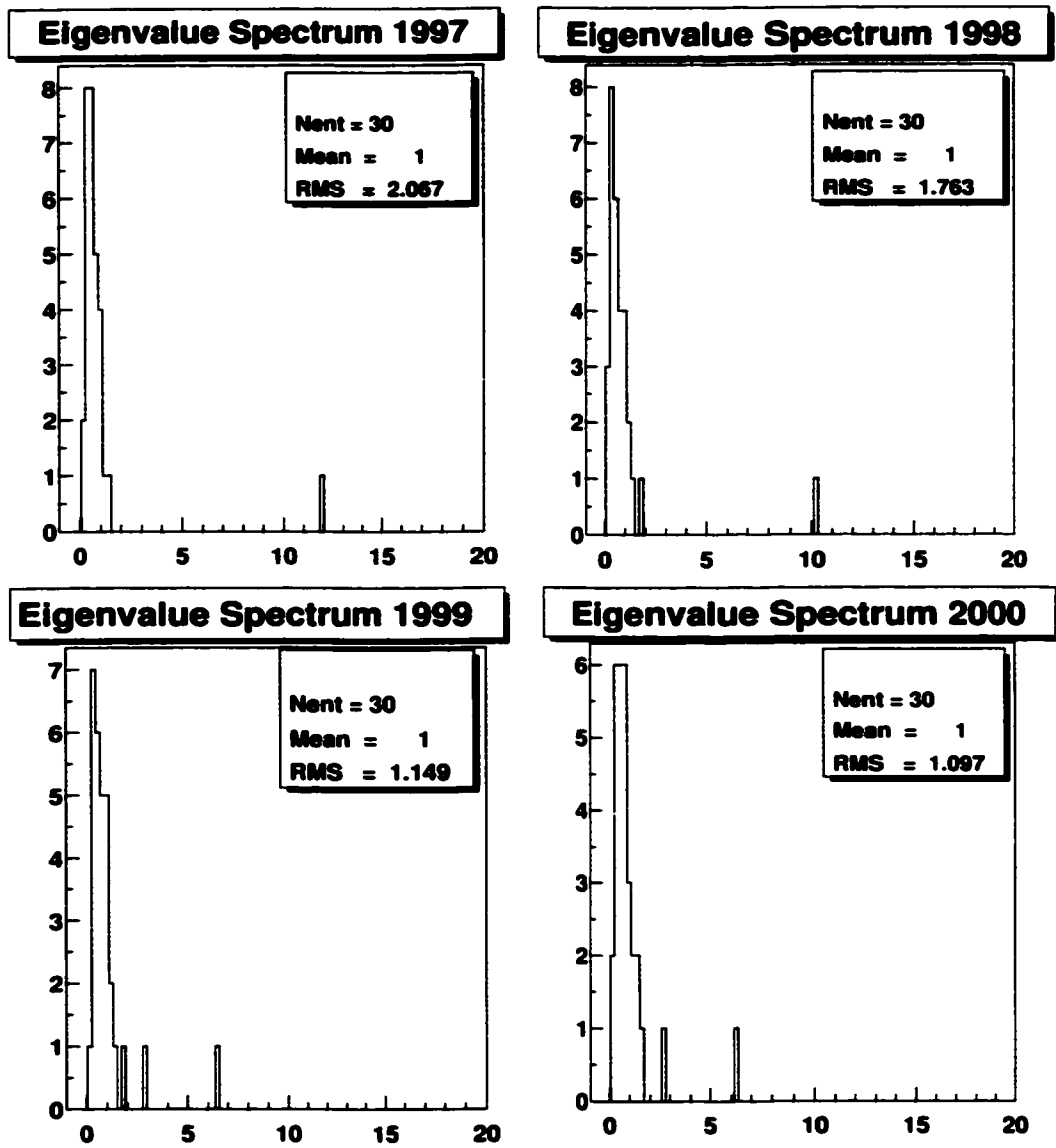 Eigenvalue Spectrum 1997
Nent = 30
Mean = 1
RMS = 2.067
8
7
6
5
4
3
2
1
0
0 5 10 15 20
Eigenvalue Spectrum 1998
Nent = 30
Mean = 1
RMS = 1.763
8
7
6
5
4
3
2
1
0
0 5 10 15 20
Eigenvalue Spectrum 1999
Nent = 30
Mean = 1
RMS = 1.149
7
6
5
4
3
2
1
0
0 5 10 15 20
Eigenvalue Spectrum 2000
Nent = 30
Mean = 1
RMS = 1.097
6
5
4
3
2
1
0
0 5 10 15 20